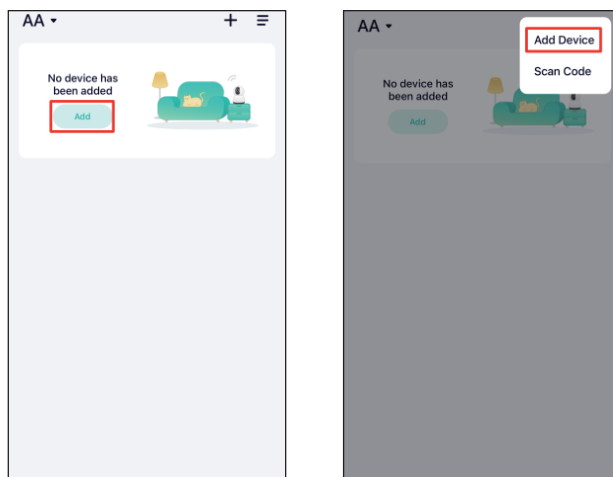 AA
No device has
been added
Add
AA
Add Device
Scan Code
No device has
been added
Add